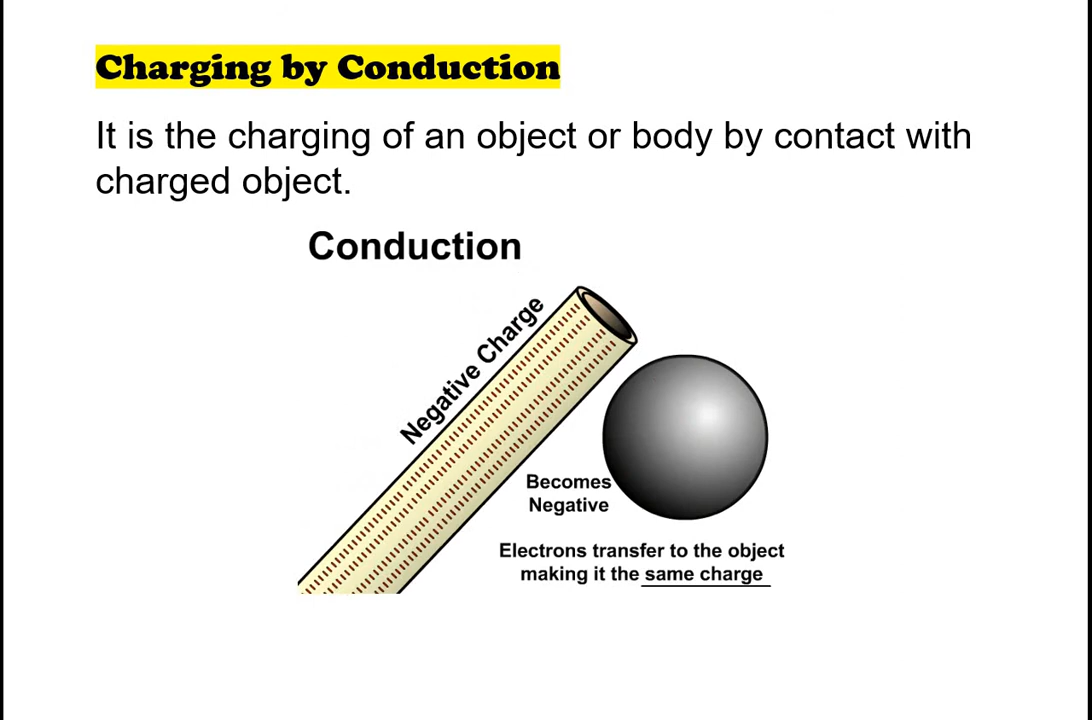 Charging by Conduction
It is the charging of an object or body by contact with
charged object.
Conduction
Negative Charge
Becomes
Negative
Electrons transfer to the object
making it the same charge